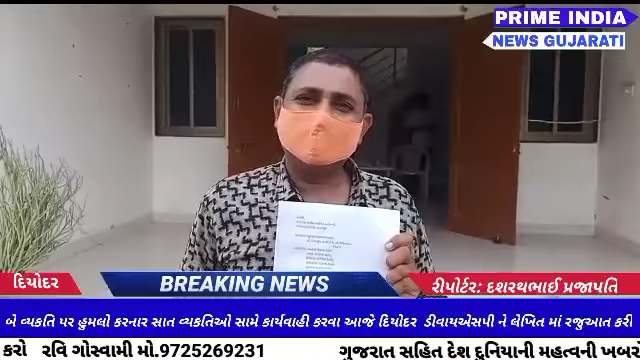 PRIME INDIA
NEWS GUJARATI
દિયોદર
BREAKING NEWS
રીપોર્ટર: દશરથભાઈ પ્રજાપતિ
બે વ્યકતિ પર હુમલો કરનાર સાત વ્યકતિઓ સામે કાર્યવાહી કરવા આજે દિયોદર ડીવાયએસપી ને લેખિત માં રજુઆત કરી
કરો રવિ ગોસ્વામી મો.9725269231 ગુજરાત સહિત દેશ દુનિયાની મહત્વની ખબરો